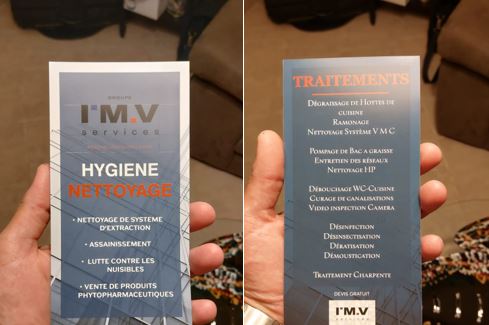 GROUPE
I'M.V
services
HYGIENE
NETTOYAGE
• NETTOYAGE DE SYSTEME
D'EXTRACTION
• ASSAINISSEMENT
• LUTTE CONTRE LES
NUISIBLES
• VENTE DE PRODUITS
PHYTOPHARMACEUTIQUES
TRAITEMENTS
Dégraissage de Hottes de
cuisine
Ramonage
Nettoyage Système V M C
Pompage de Bac a graisse
Entretien des réseaux
Nettoyage HP
Débouchage WC-Cuisine
Curage de canalisations
Video inspection Camera
Désinfection
Désinsectisation
Dératisation
Démoustication
Traitement Charpente
DEVIS GRATUIT
I'M.V
services